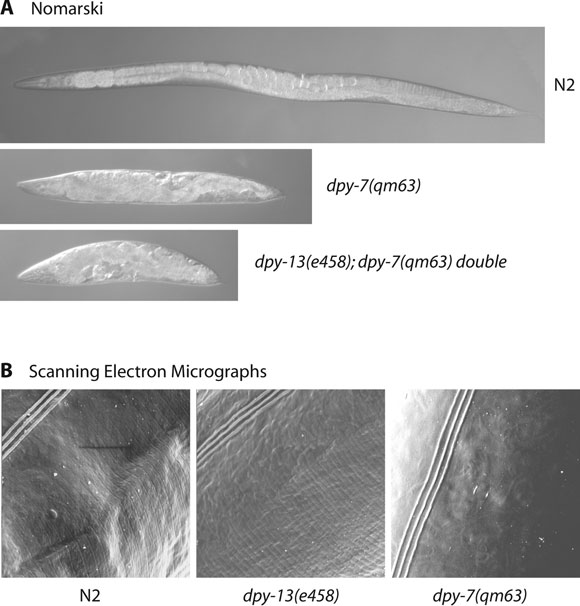 A Nomarski
N2
dpy-7(qm63)
dpy-13(e458); dpy-7(qm63) double
B Scanning Electron Micrographs
N2 dpy-13(e458) dpy-7(qm63)